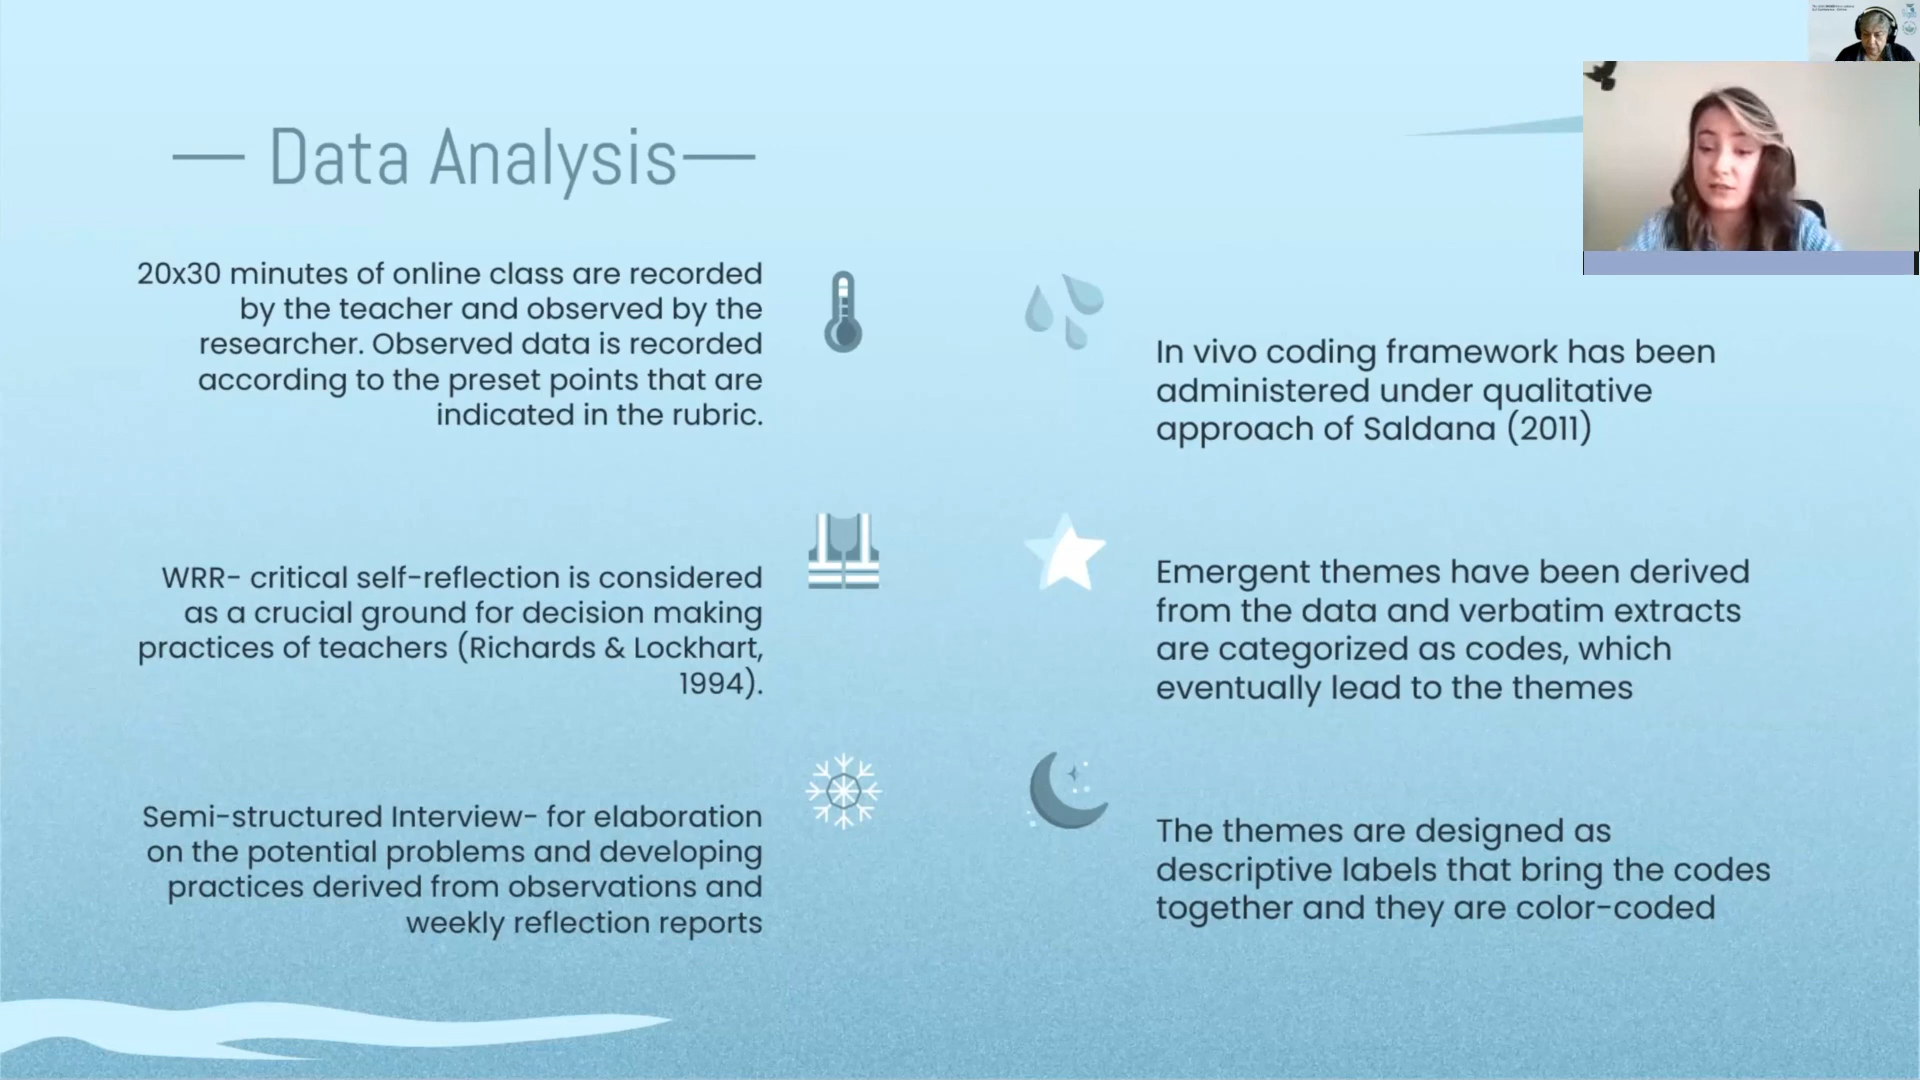 — Data Analysis—
20x30 minutes of online class are recorded
by the teacher and observed by the
researcher. Observed data is recorded
according to the preset points that are
indicated in the rubric.
WRR- critical self-reflection is considered
as a crucial ground for decision making
practices of teachers (Richards & Lockhart,
1994).
Semi-structured Interview- for elaboration
on the potential problems and developing
practices derived from observations and
weekly reflection reports
In vivo coding framework has been
administered under qualitative
approach of Saldana (2011)
Emergent themes have been derived
from the data and verbatim extracts
are categorized as codes, which
eventually lead to the themes
The themes are designed as
descriptive labels that bring the codes
together and they are color-coded